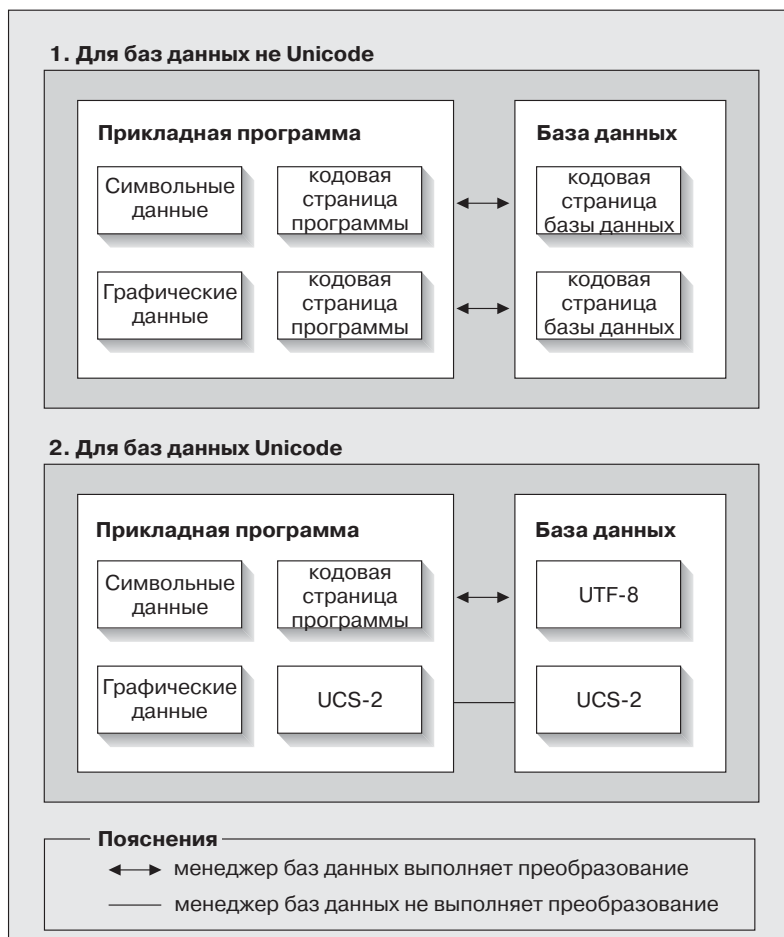 1. Для баз данных не Unicode
Прикладная программа
База данных
Символьные
данные
кодовая
страница
программы
кодовая
страница
базы данных
Графические
данные
кодовая
страница
программы
кодовая
страница
базы данных
2. Для баз данных Unicode
Прикладная программа
База данных
Символьные
данные
кодовая
страница
программы
UTF-8
Графические
данные
UCS-2
UCS-2
Пояснения
менеджер баз данных выполняет преобразование
менеджер баз данных не выполняет преобразование